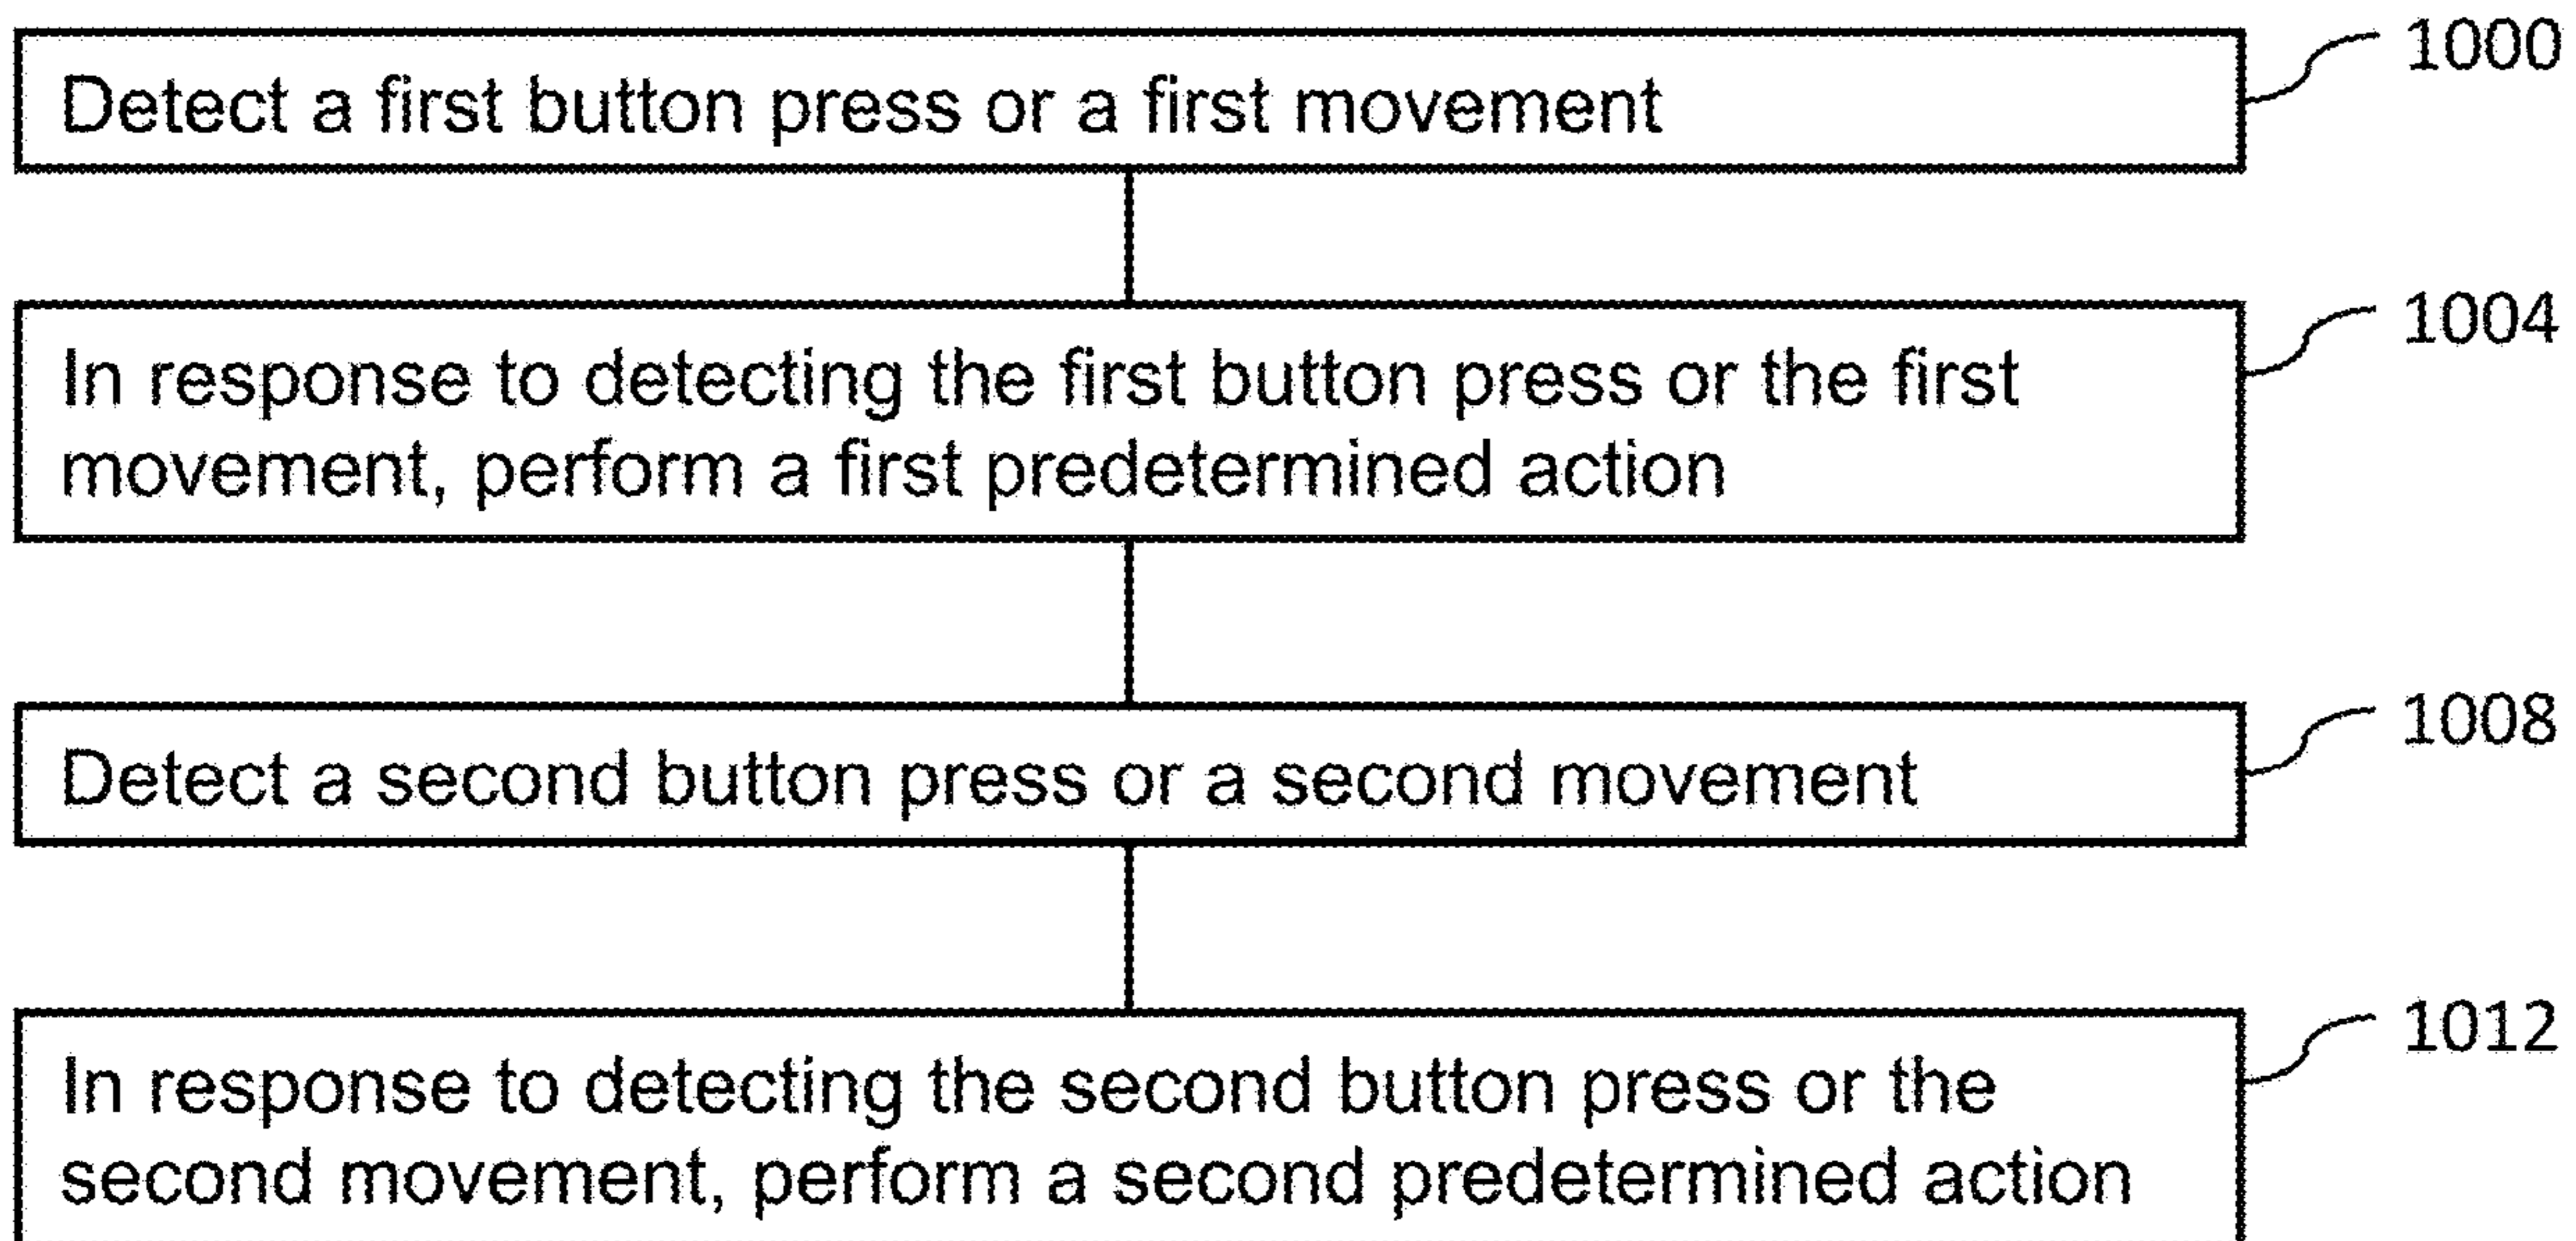 Detect a first button press or a first movement
1000
In response to detecting the first button press or the first
movement, perform a first predetermined action
1004
Detect a second button press or a second movement
1008
In response to detecting the second button press or the
second movement, perform a second predetermined action
1012